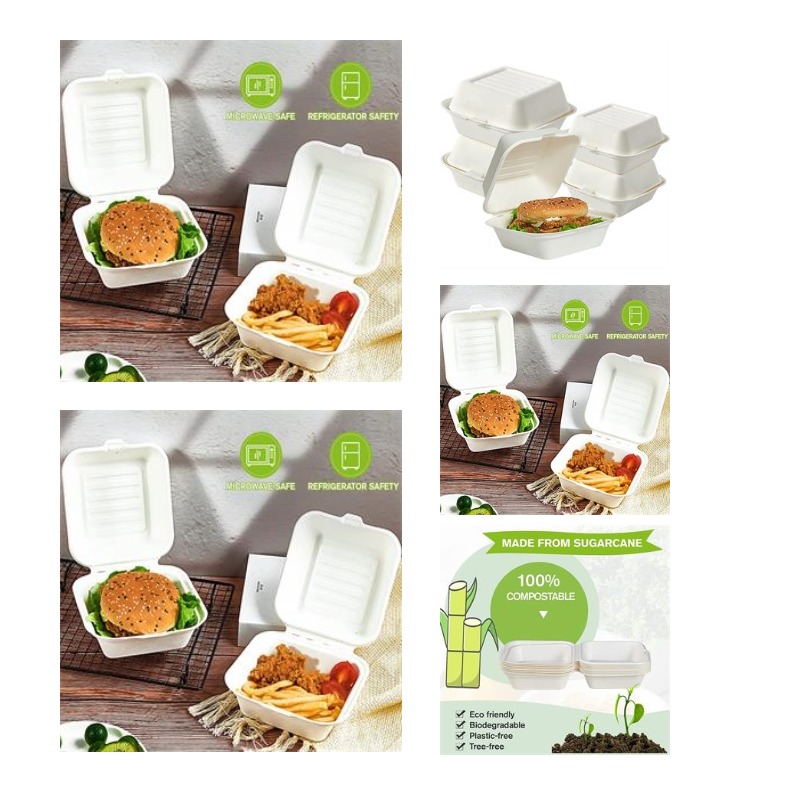 MICROWAVE SAFE
REFRIGERATOR SAFETY
MICROWAVE SAFE
REFRIGERATOR SAFETY
MICROWAVE SAFE
REFRIGERATOR SAFETY
MADE FROM SUGARCANE
100%
COMPOSTABLE
Eco friendly
Biodegradable
Plastic-free
Tree-free